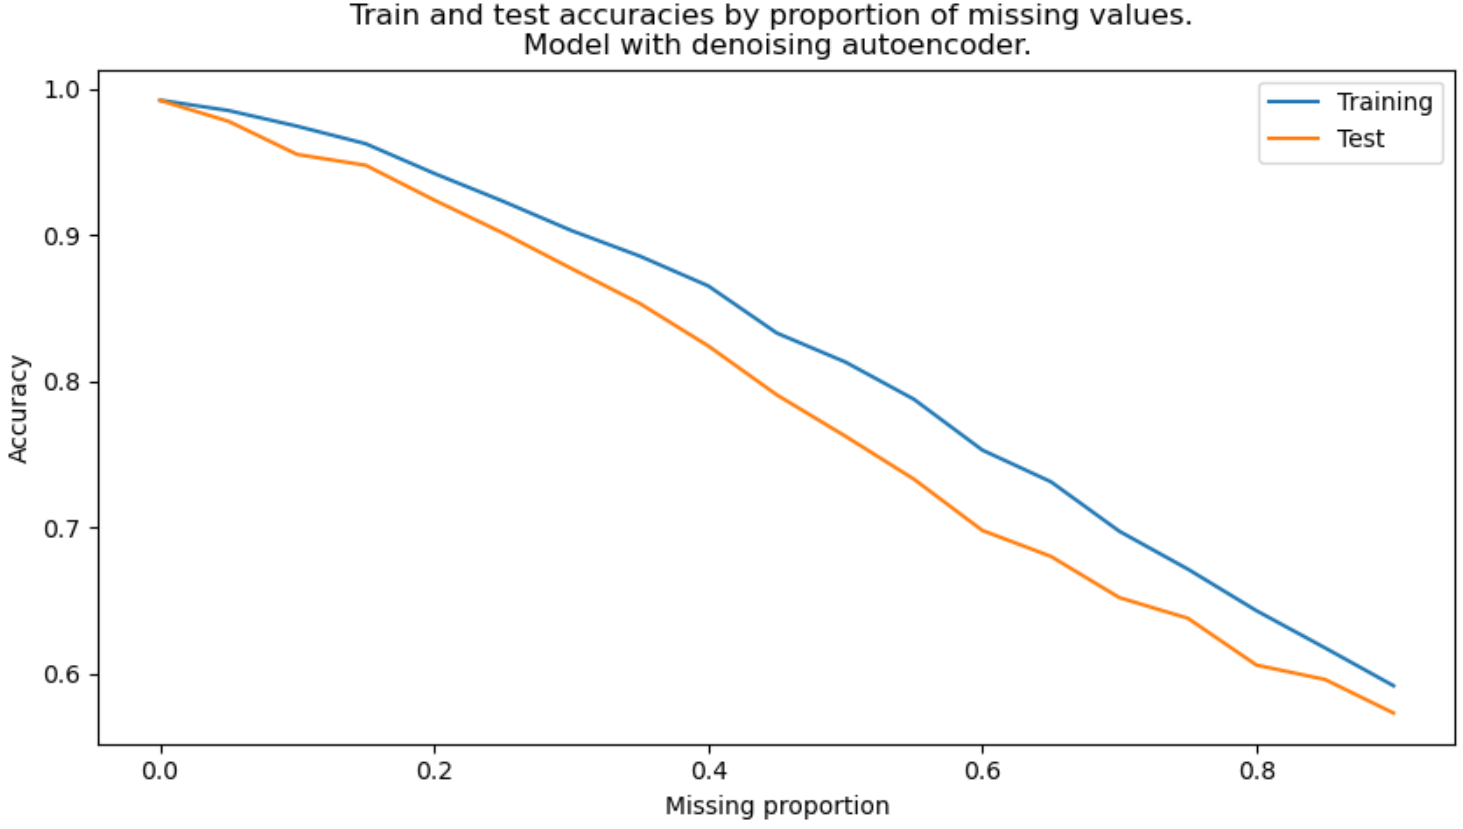 Train and test accuracies by proportion of missing values.
Model with denoising autoencoder.
1.0
0.9
0.8
0.7
0.6
Accuracy
Training
Test
0.0 0.2 0.4 0.6 0.8
Missing proportion